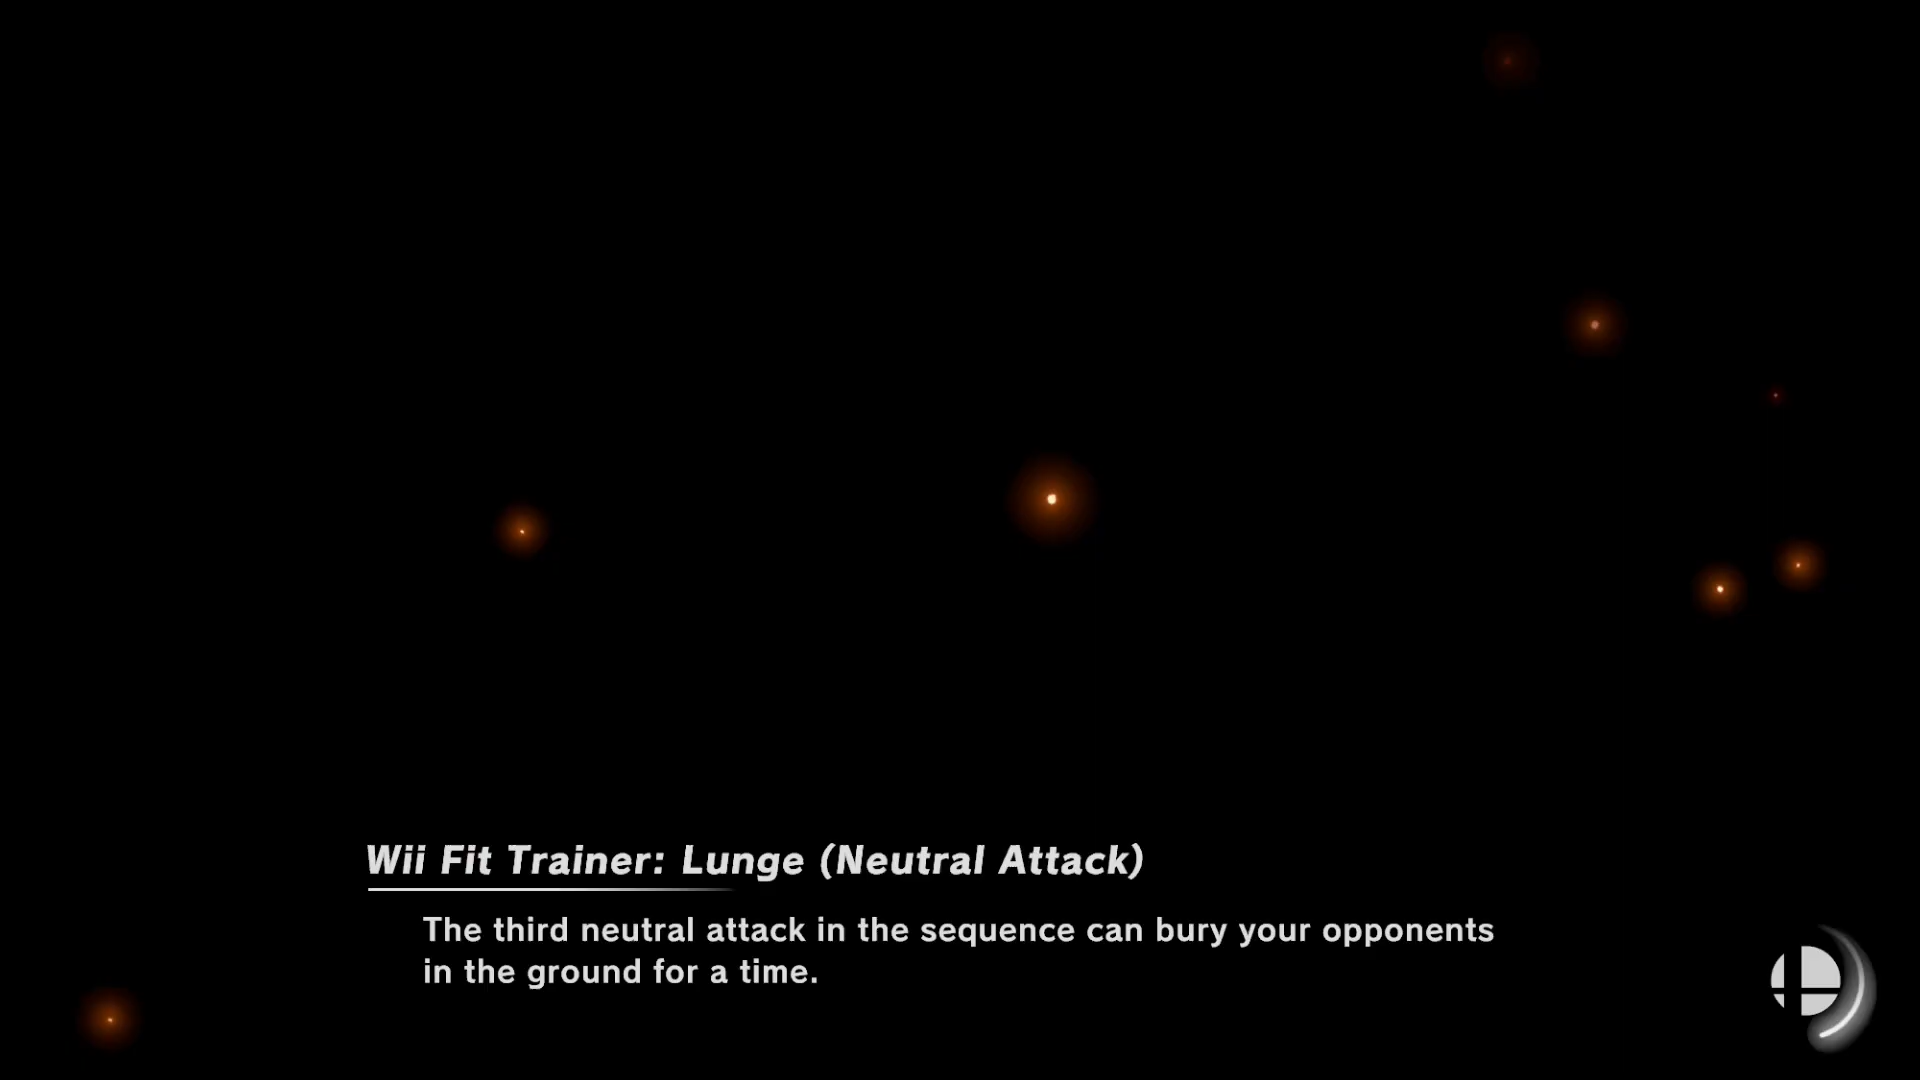 Wii Fit Trainer: Lunge (Neutral Attack)
The third neutral attack in the sequence can bury your opponents
in the ground for a time.